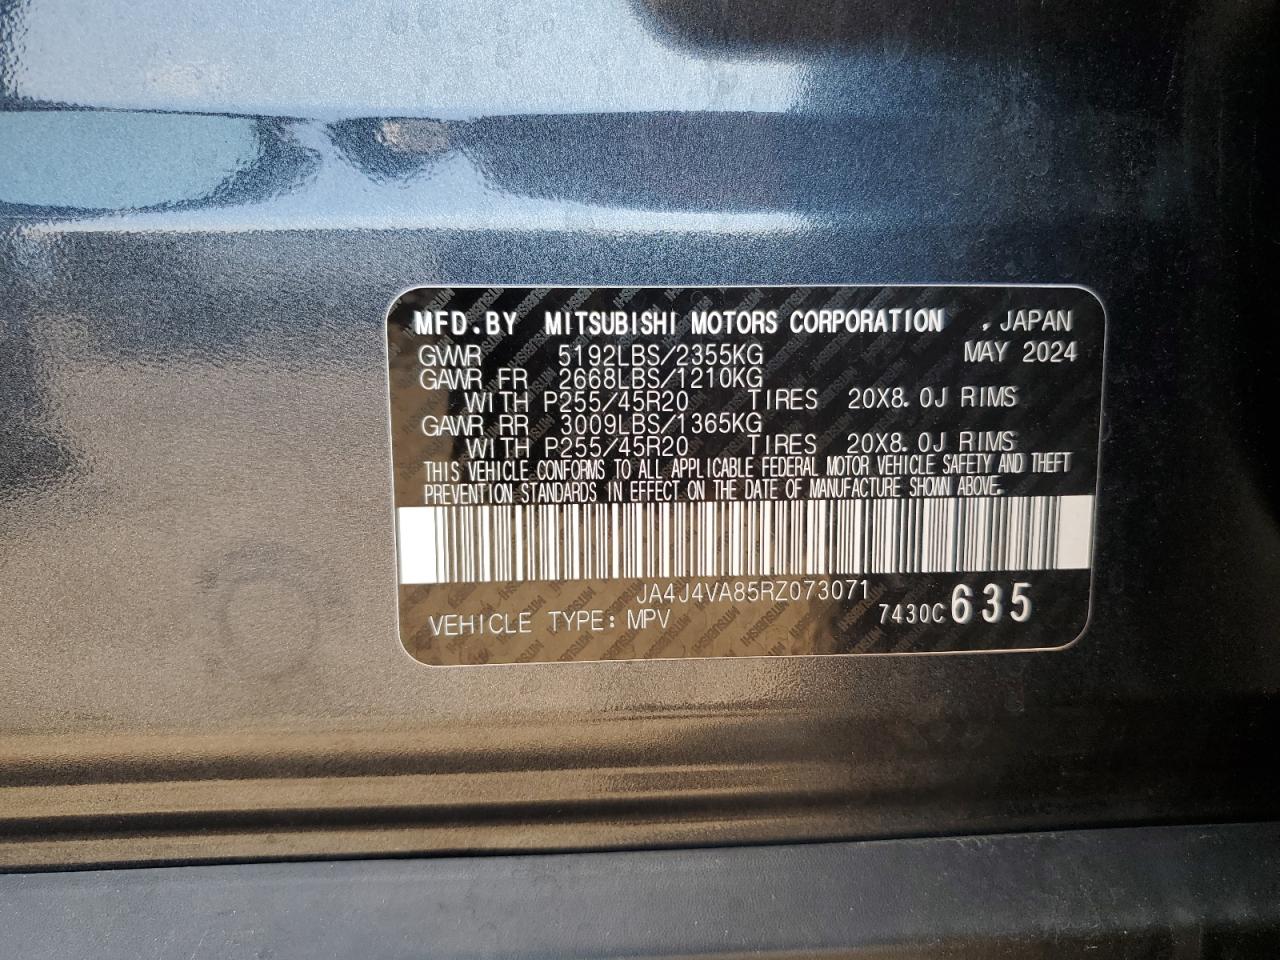 MFD.BY MITSUBISHI MOTORS CORPORATION , JAPAN
GVWR 5192LBS/2355KG MAY 2024
GAWR FR 2668LBS/1210KG
WITH P255/45R20 TIRES 20X8.0J RIMS
GAWR RR 3009LBS/1365KG
WITH P255/45R20 TIRES 20X8.0J RIMS
THIS VEHICLE CONFORMS TO ALL APPLICABLE FEDERAL MOTOR VEHICLE SAFETY AND THEFT
PREVENTION STANDARDS IN EFFECT ON THE DATE OF MANUFACTURE SHOWN ABOVE.
JA4J4VA85RZ073071
VEHICLE TYPE: MPV 7430C635